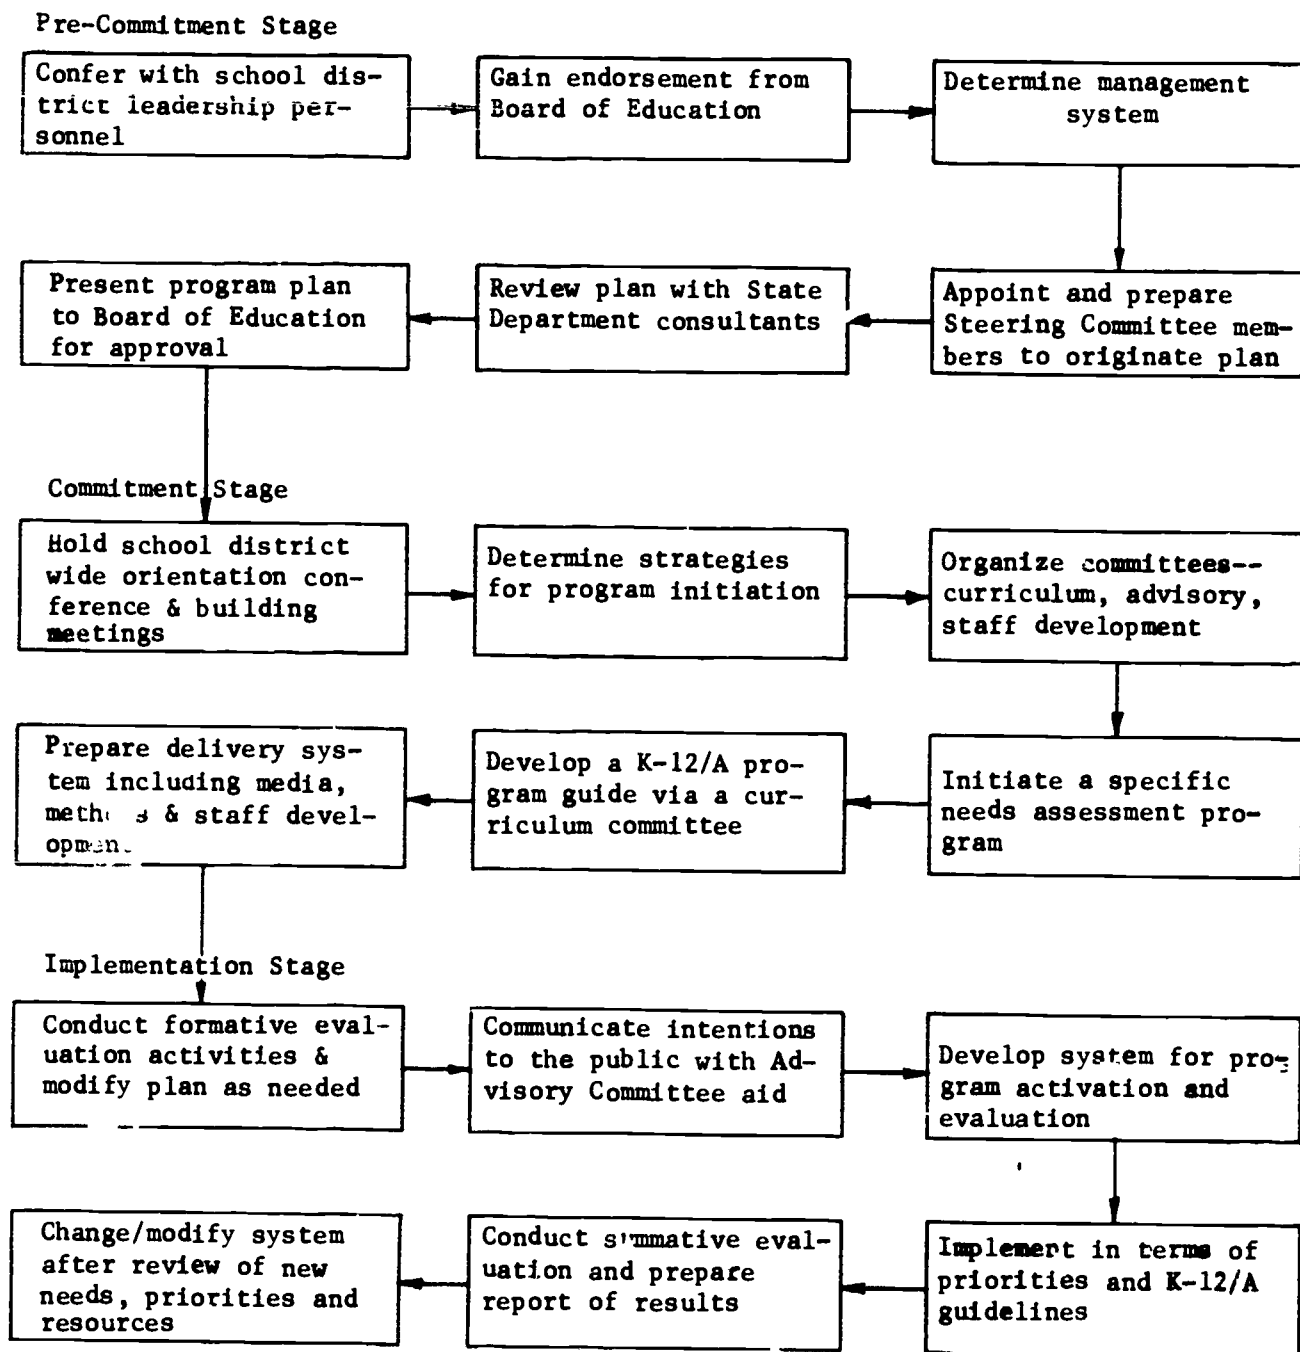 Pre-Commitment Stage
Confer with school dis-
trict leadership per-
sonnel
Gain endorsement from
Board of Education
Determine management
system
Present program plan
to Board of Education
for approval
Review plan with State
Department consultants
Appoint and prepare
Steering Committee mem-
bers to originate plan
Commitment Stage
Hold school district
wide orientation con-
ference & building
meetings
Determine strategies
for program initiation
Organize committees--
curriculum, advisory,
staff development
Prepare delivery sys-
tem including media,
methods & staff devel-
opment.
Develop a K-12/A pro-
gram guide via a cur-
riculum committee
Initiate a specific
needs assessment pro-
gram
Implementation Stage
Conduct formative eval-
uation activities &
modify plan as needed
Communicate intentions
to the public with Ad-
visory Committee aid
Develop system for pro-
gram activation and
evaluation
Change/modify system
after review of new
needs, priorities and
resources
Conduct summative eval-
uation and prepare
report of results
Implement in terms of
priorities and K-12/A
guidelines